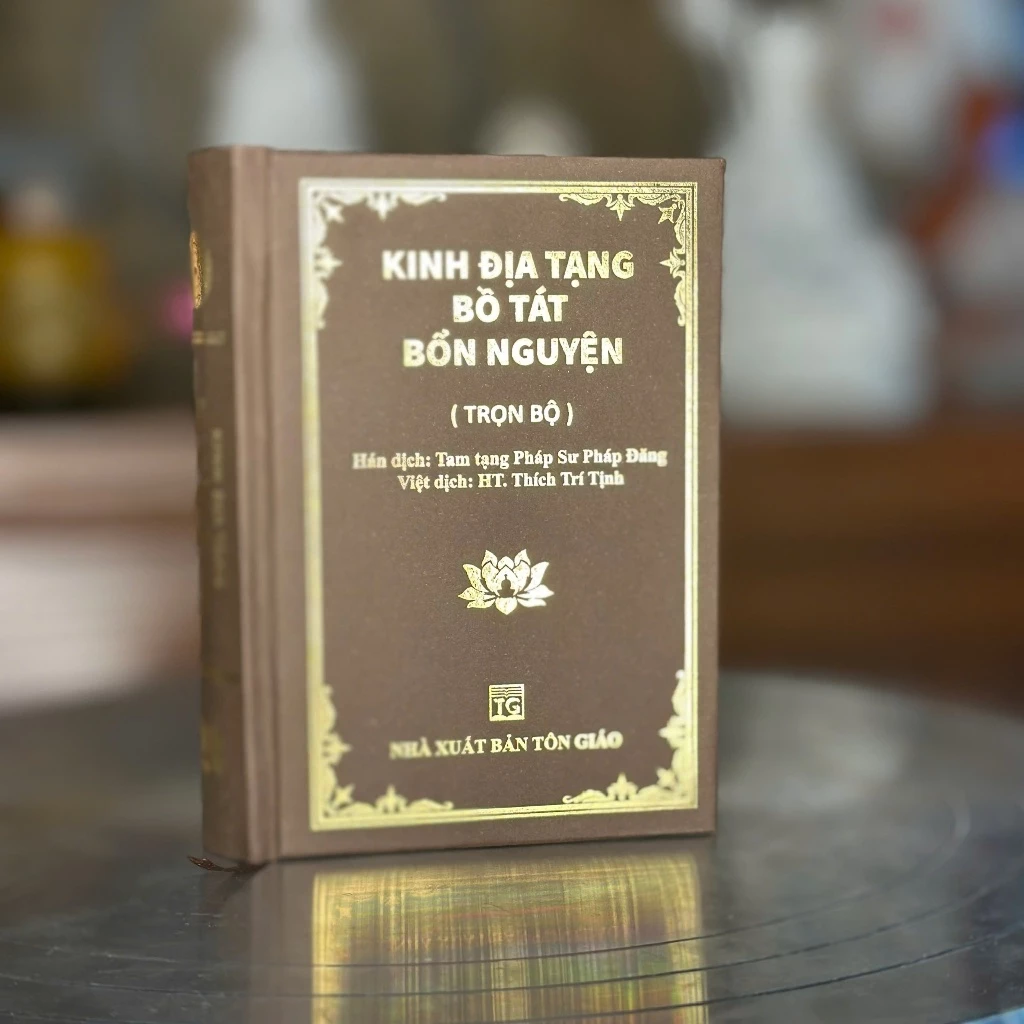 KINH ĐỊA TẠNG
BỒ TÁT
BỔN NGUYỆN
( TRỌN BỘ )
Hán dịch: Tam tạng Pháp Sư Pháp Đăng
Việt dịch: HT. Thích Trí Tịnh
TG
NHÀ XUẤT BẢN TÔN GIÁO